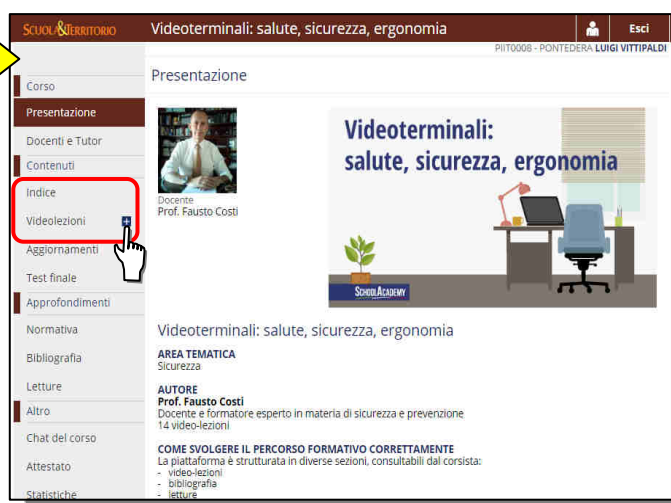 SCUOLA&TERRITORIO
Videoterminali: salute, sicurezza, ergonomia
Esci
PIIT0008 - PONTEDERA LUIGI VITTIPALDI
Corso
Presentazione
Docenti e Tutor
Contenuti
Indice
Videolezioni
Aggiornamenti
Test finale
Approfondimenti
Normativa
Bibliografia
Letture
Altro
Chat del corso
Attestato
Statistiche
Presentazione
Docente
Prof. Fausto Costi
Videoterminali:
salute, sicurezza, ergonomia
SCHOOLACADEMY
Videoterminali: salute, sicurezza, ergonomia
AREA TEMATICA
Sicurezza
AUTORE
Prof. Fausto Costi
Docente e formatore esperto in materia di sicurezza e prevenzione
14 video-lezioni
COME SVOLGERE IL PERCORSO FORMATIVO CORRETTAMENTE
La piattaforma è strutturata in diverse sezioni, consultabili dal corsista:
- video-lezioni
- bibliografia
- letture